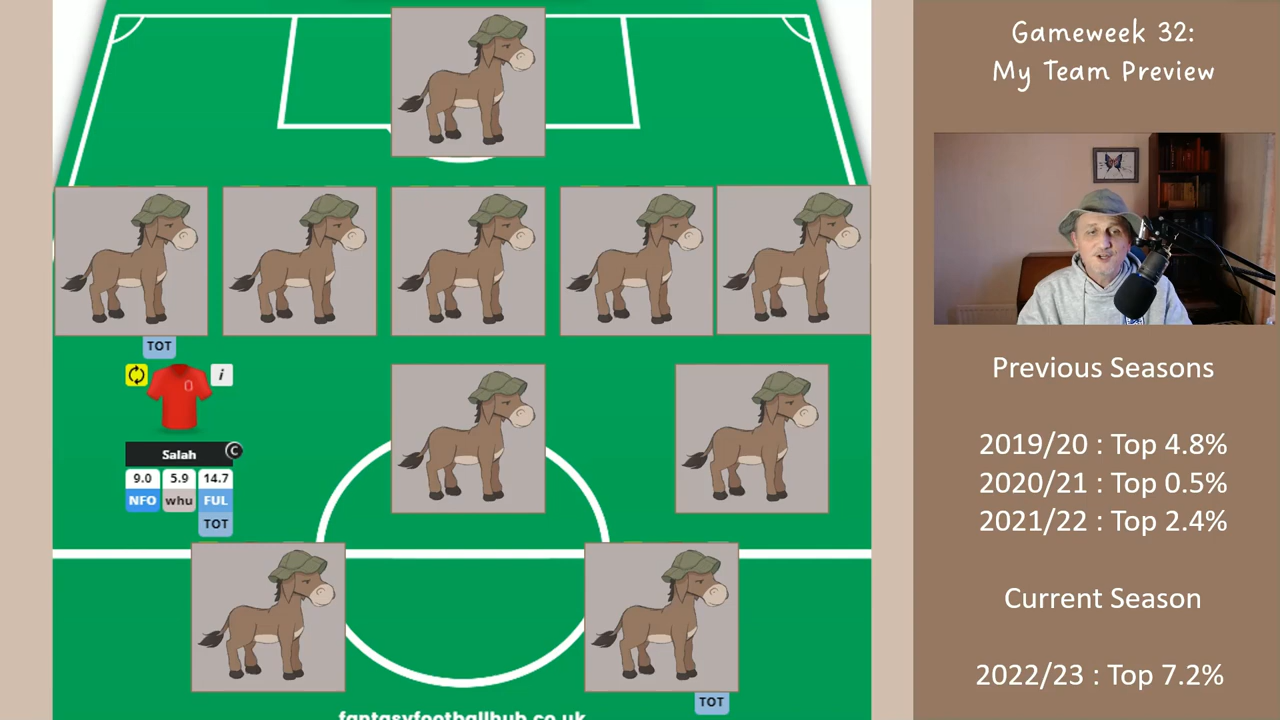 Gameweek 32:
My Team Preview
TOT
i
0
Salah
C
9.0 5.9 14.7
NFO whu FUL
TOT
TOT
fantasyfootballhub.co.uk
Previous Seasons
2019/20 : Top 4.8%
2020/21 : Top 0.5%
2021/22 : Top 2.4%
Current Season
2022/23 : Top 7.2%